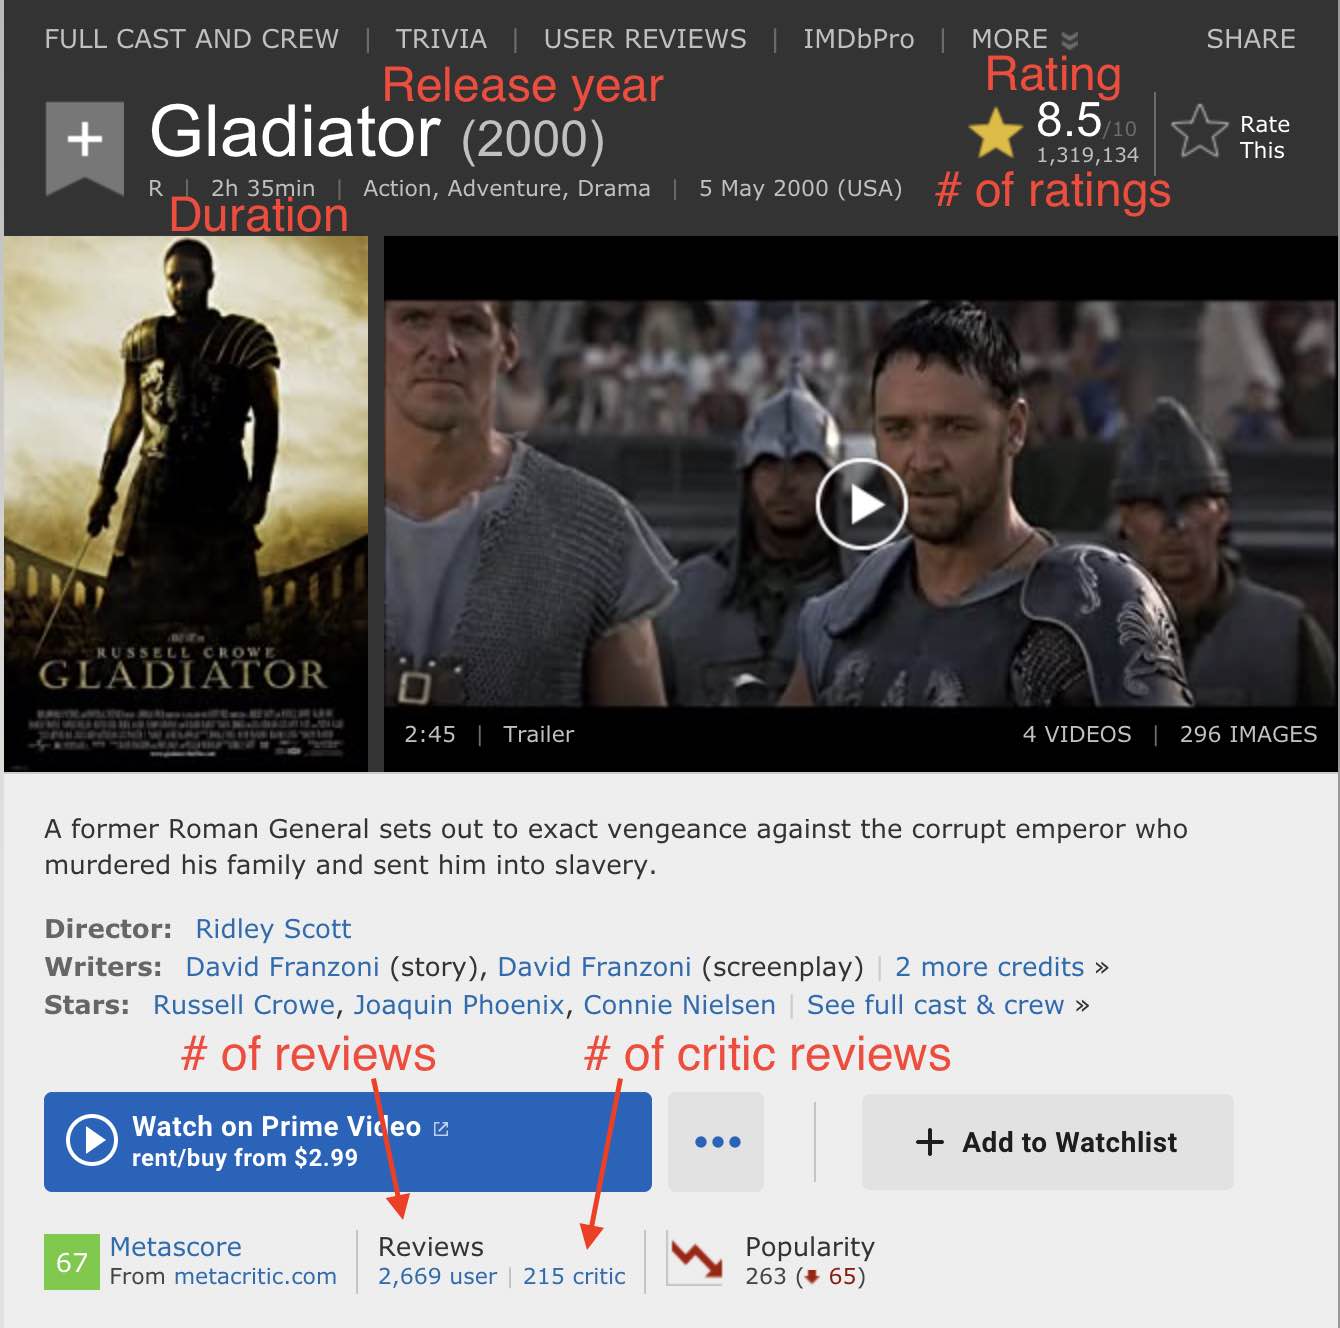 FULL CAST AND CREW | TRIVIA | USER REVIEWS | IMDbPro | MORE SHARE
Release year
Rating
+ Gladiator (2000)
8.5/10
1,319,134
Rate
This
R | 2h 35min | Action, Adventure, Drama | 5 May 2000 (USA)
# of ratings
Duration
RUSSELL CROWE
GLADIATOR
2:45 | Trailer
4 VIDEOS | 296 IMAGES
A former Roman General sets out to exact vengeance against the corrupt emperor who
murdered his family and sent him into slavery.
Director: Ridley Scott
Writers: David Franzoni (story), David Franzoni (screenplay) | 2 more credits »
Stars: Russell Crowe, Joaquin Phoenix, Connie Nielsen | See full cast & crew »
# of reviews
# of critic reviews
Watch on Prime Video
rent/buy from $2.99
+ Add to Watchlist
67
Metascore
From metacritic.com
Reviews
2,669 user | 215 critic
Popularity
263 (65)